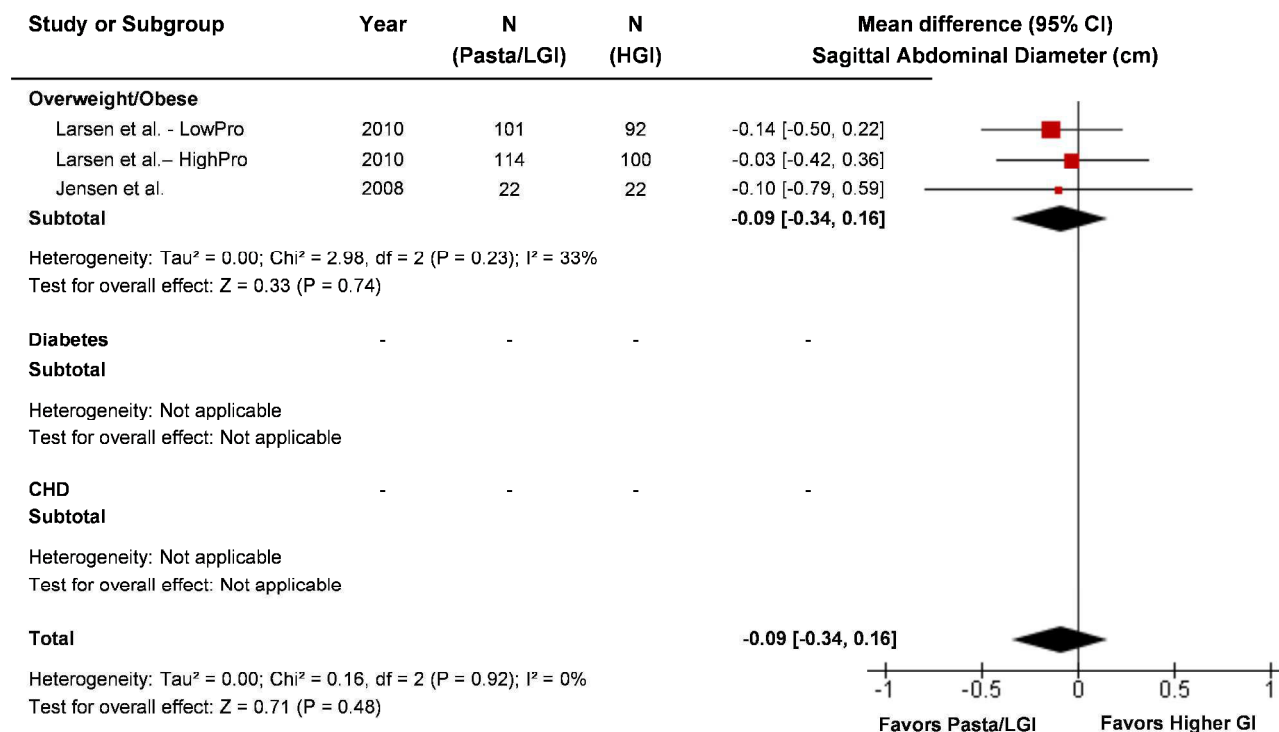 Study or Subgroup Year N N Mean difference (95% CI)
(Pasta/LGI) (HGI) Sagittal Abdominal Diameter (cm)
Overweight/Obese
Larsen et al. - LowPro 2010 101 92 -0.14 [-0.50, 0.22]
Larsen et al.– HighPro 2010 114 100 -0.03 [-0.42, 0.36]
Jensen et al. 2008 22 22 -0.10 [-0.79, 0.59]
Subtotal -0.09 [-0.34, 0.16]
Heterogeneity: Tau² = 0.00; Chi² = 2.98, df = 2 (P = 0.23); I² = 33%
Test for overall effect: Z = 0.33 (P = 0.74)
Diabetes - - - -
Subtotal
Heterogeneity: Not applicable
Test for overall effect: Not applicable
CHD - - - -
Subtotal
Heterogeneity: Not applicable
Test for overall effect: Not applicable
Total -0.09 [-0.34, 0.16]
Heterogeneity: Tau² = 0.00; Chi² = 0.16, df = 2 (P = 0.92); I² = 0%
Test for overall effect: Z = 0.71 (P = 0.48)
-1 -0.5 0 0.5 1
Favors Pasta/LGI Favors Higher GI